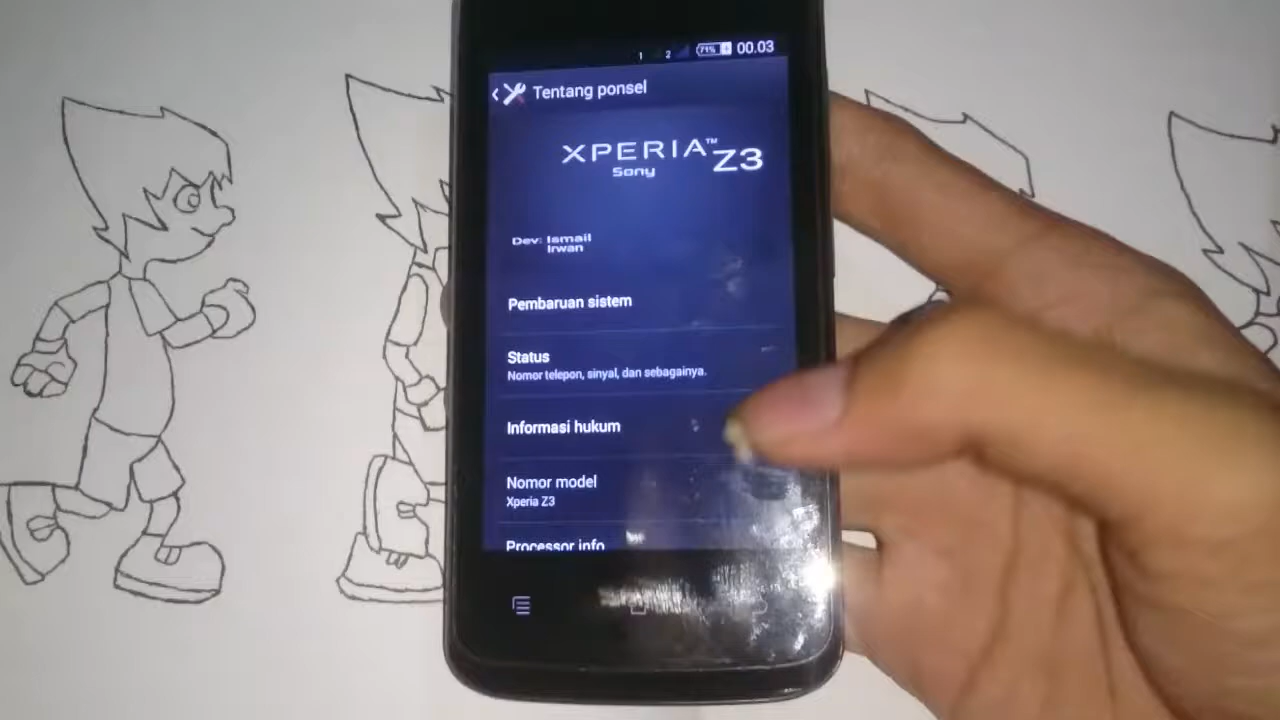 1 2 71% 00.03
Tentang ponsel
XPERIA™ Z3
Sony
Dev: Ismail
Irwan
Pembaruan sistem
Status
Nomor telepon, sinyal, dan sebagainya.
Informasi hukum
Nomor model
Xperia Z3
Processor info